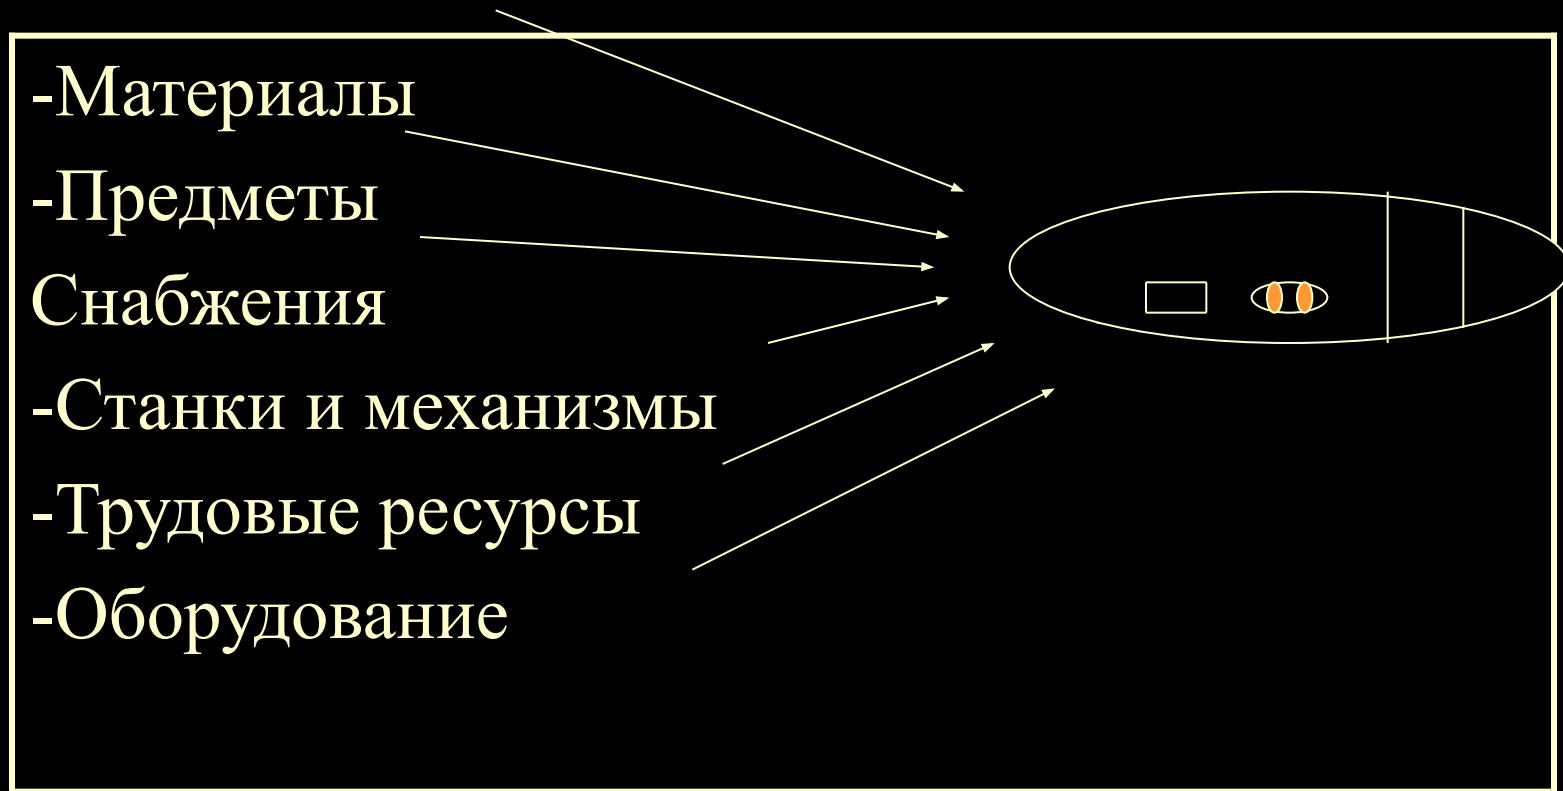 -Материалы
-Предметы
Снабжения
-Станки и механизмы
-Трудовые ресурсы
-Оборудование